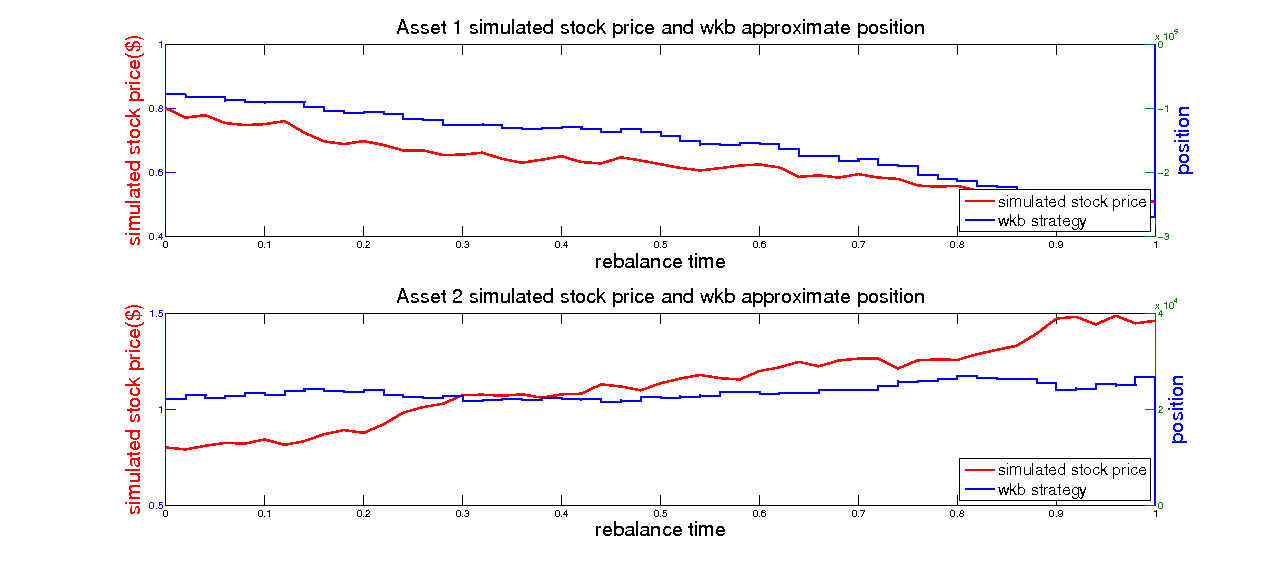 Asset 1 simulated stock price and wkb approximate position
simulated stock price($)
1
0.8
0.6
0.4
0
0.1
0.2
0.3
0.4
0.5
0.6
0.7
0.8
0.9
1
rebalance time
x 10^5
0
-1
-2
-3
position
simulated stock price
wkb strategy
Asset 2 simulated stock price and wkb approximate position
simulated stock price($)
1.5
1
0.5
0
0.1
0.2
0.3
0.4
0.5
0.6
0.7
0.8
0.9
1
rebalance time
x 10^4
4
2
0
position
simulated stock price
wkb strategy